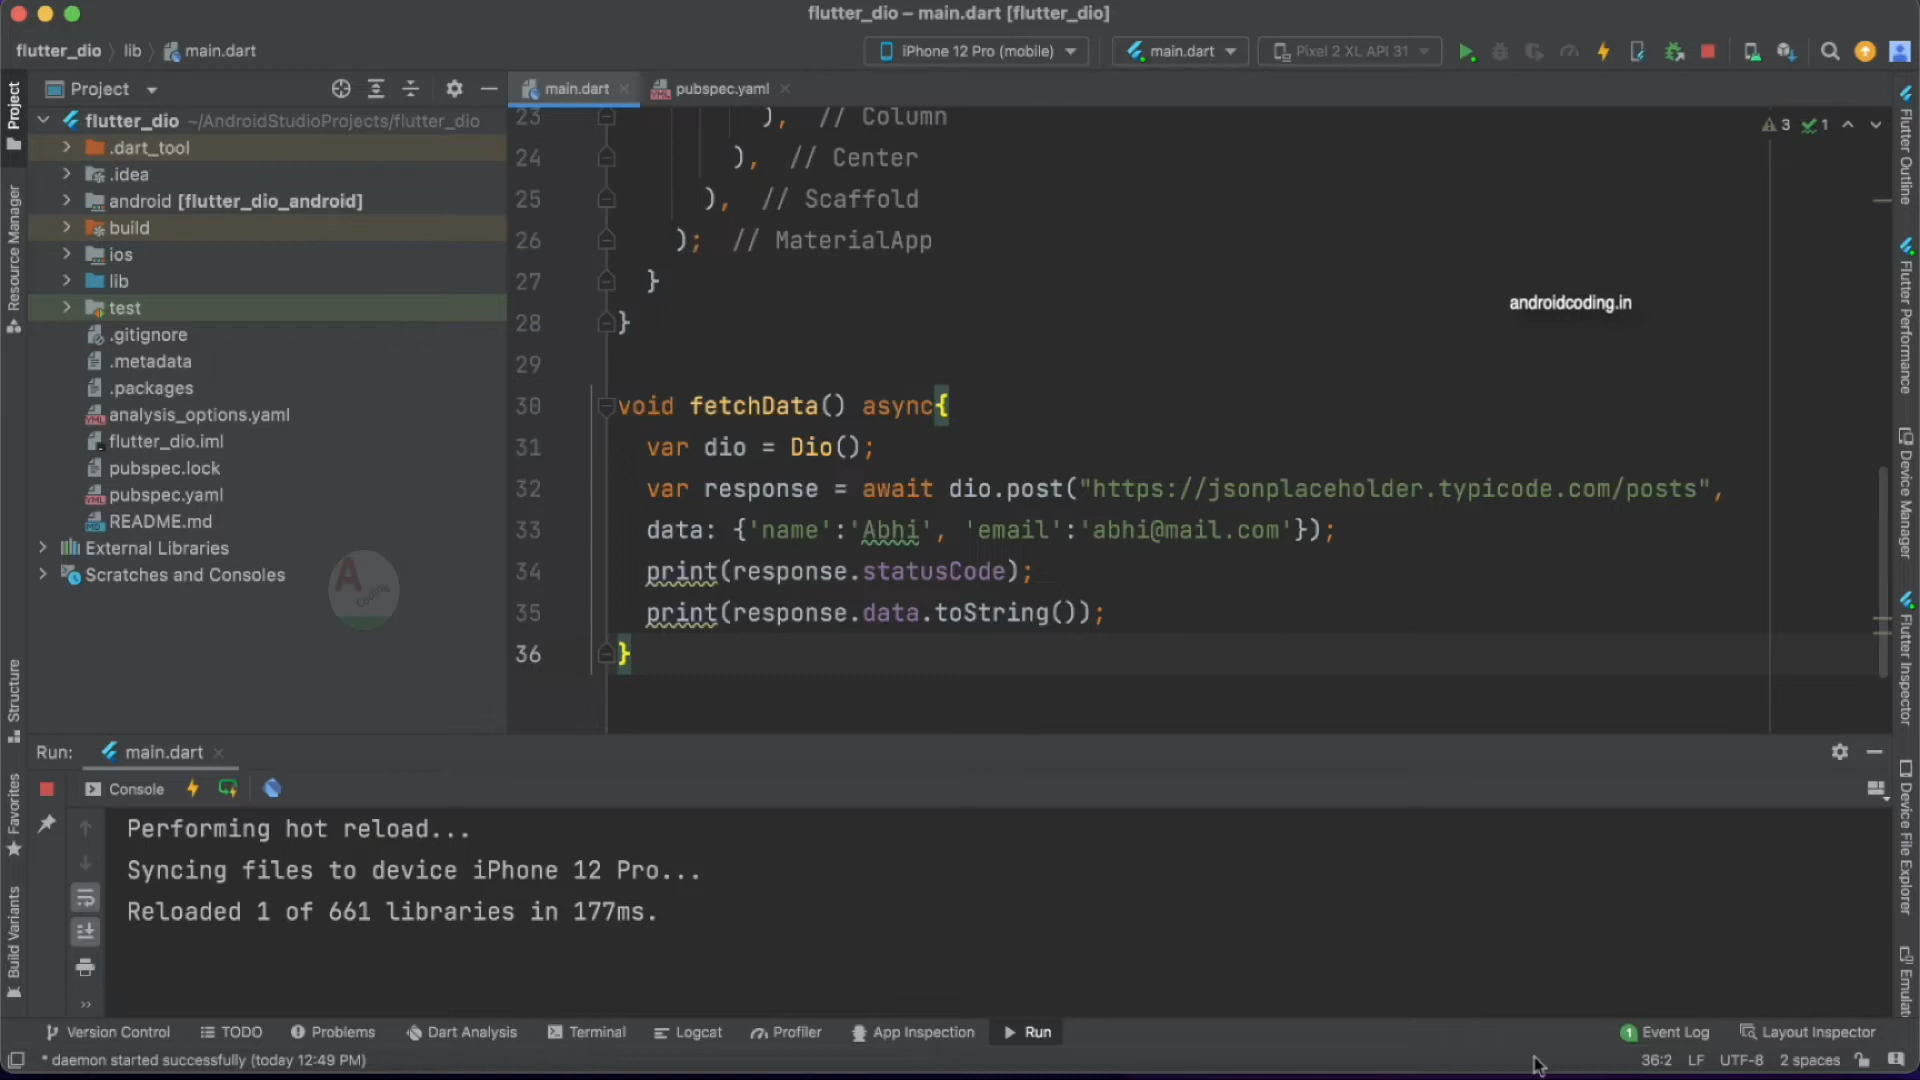 flutter_dio – main.dart [flutter_dio]
flutter_dio lib main.dart
iPhone 12 Pro (mobile) main.dart Pixel 2 XL API 31
Project
main.dart pubspec.yaml
flutter_dio ~/AndroidStudioProjects/flutter_dio
.dart_tool
.idea
android [flutter_dio_android]
build
ios
lib
test
.gitignore
.metadata
.packages
analysis_options.yaml
flutter_dio.iml
pubspec.lock
pubspec.yaml
README.md
External Libraries
Scratches and Consoles
A Coding
23 ), // Column
24 ), // Center
25 ), // Scaffold
26 ); // MaterialApp
27 }
28 }
29
30 void fetchData() async{
31 var dio = Dio();
32 var response = await dio.post("https://jsonplaceholder.typicode.com/posts",
33 data: {'name':'Abhi', 'email':'abhi@mail.com'});
34 print(response.statusCode);
35 print(response.data.toString());
36 }
3 1
androidcoding.in
Project
Resource Manager
Structure
Favorites
Build Variants
Flutter Outline
Flutter Performance
Device Manager
Flutter Inspector
Device File Explorer
Emulat
Run: main.dart
Console
Performing hot reload...
Syncing files to device iPhone 12 Pro...
Reloaded 1 of 661 libraries in 177ms.
Version Control TODO Problems Dart Analysis Terminal Logcat Profiler App Inspection Run 1 Event Log Layout Inspector
* daemon started successfully (today 12:49 PM) 36:2 LF UTF-8 2 spaces